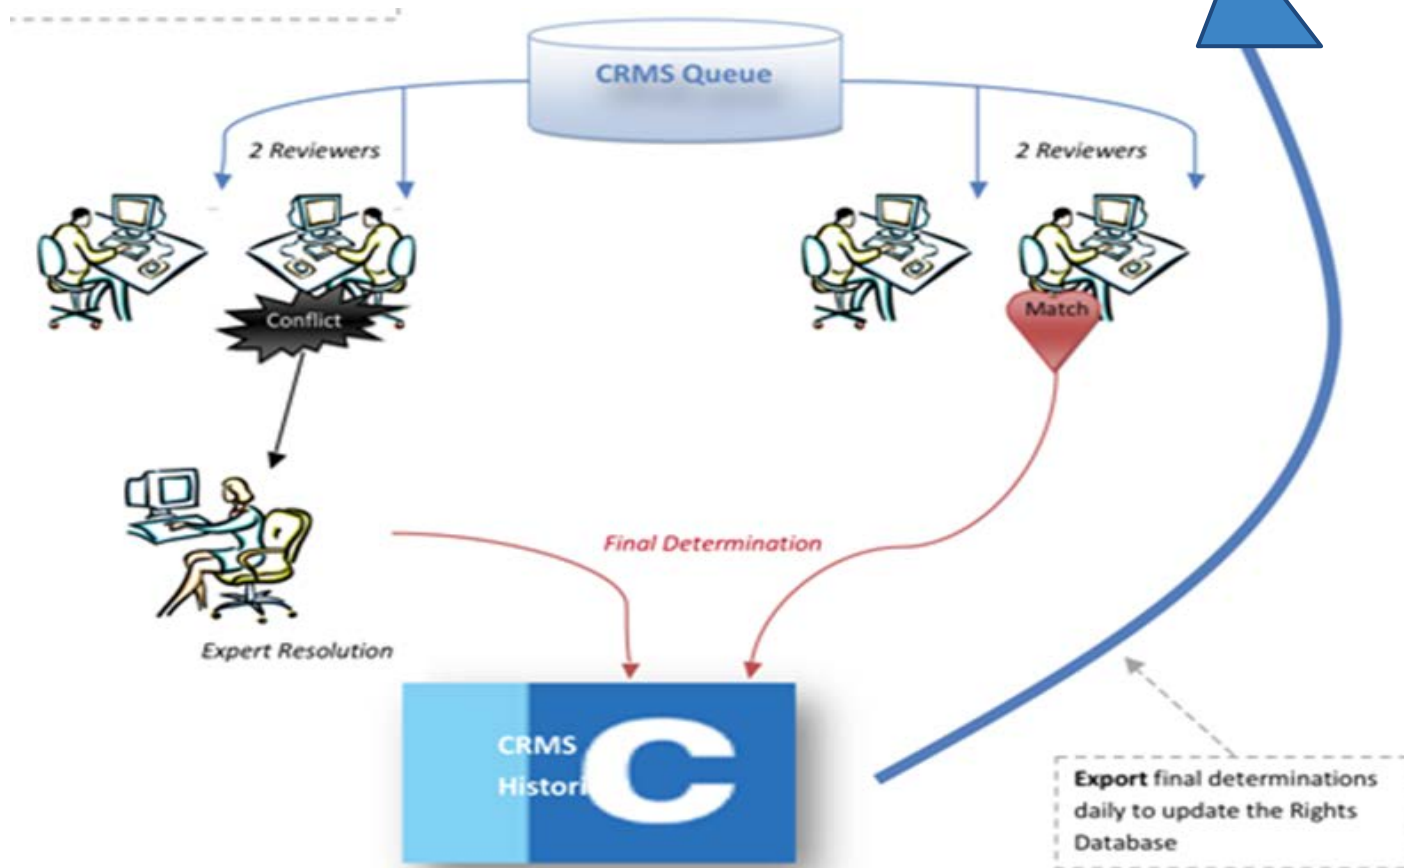 CRMS Queue
2 Reviewers
2 Reviewers
Conflict
Match
Final Determination
Expert Resolution
CRMS
Histori
C
Export final determinations
daily to update the Rights
Database